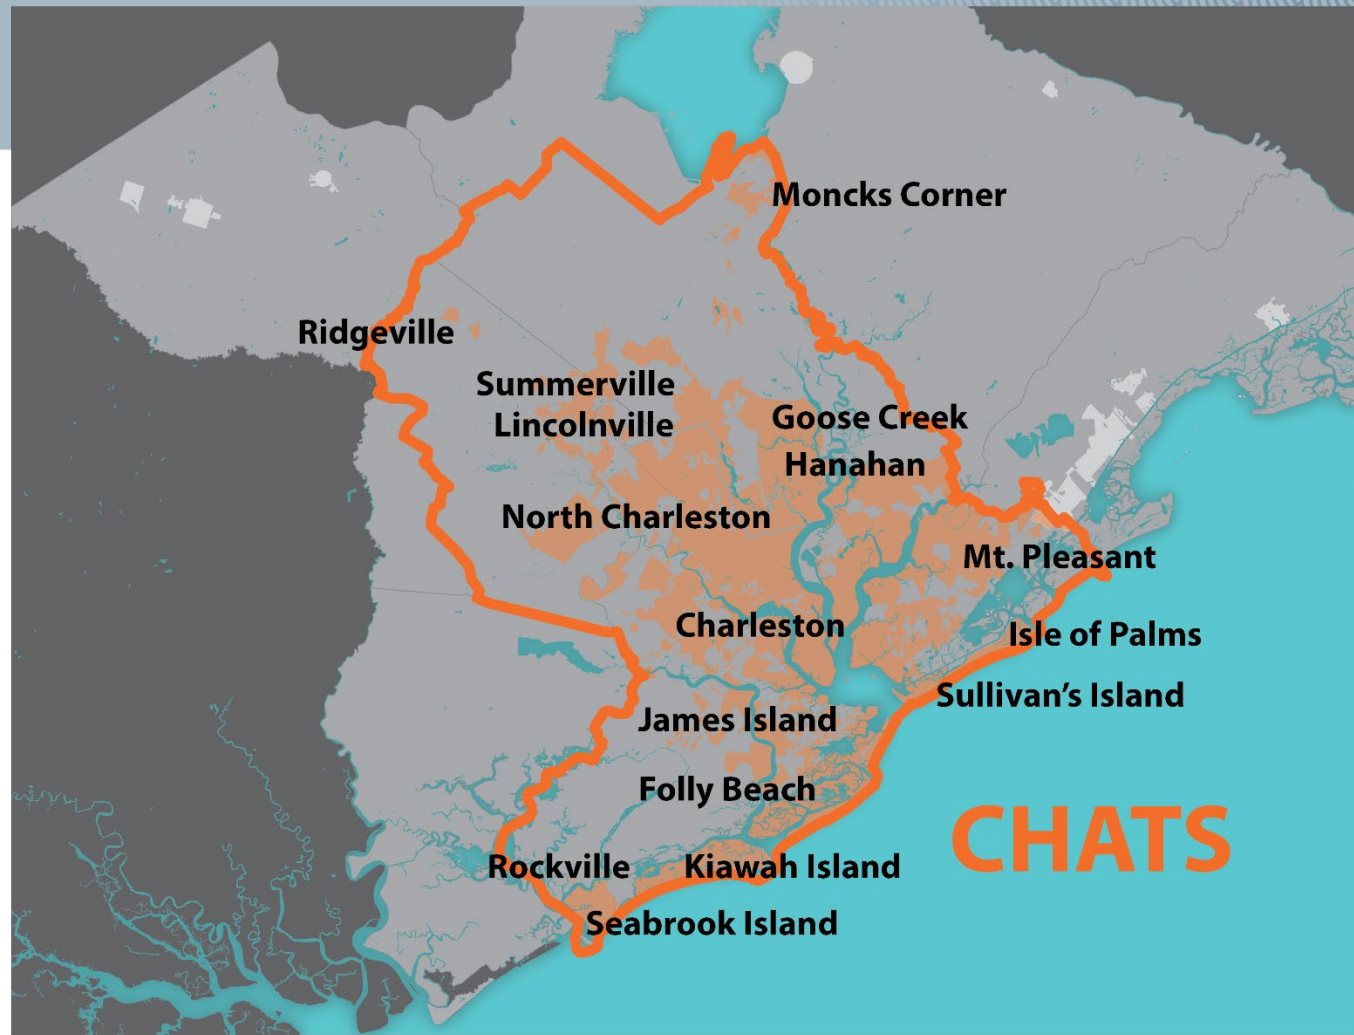 Moncks Corner
Ridgeville
Summerville
Lincolnville
Goose Creek
Hanahan
North Charleston
Mt. Pleasant
Charleston
Isle of Palms
Sullivan's Island
James Island
Folly Beach
CHATS
Rockville
Kiawah Island
Seabrook Island